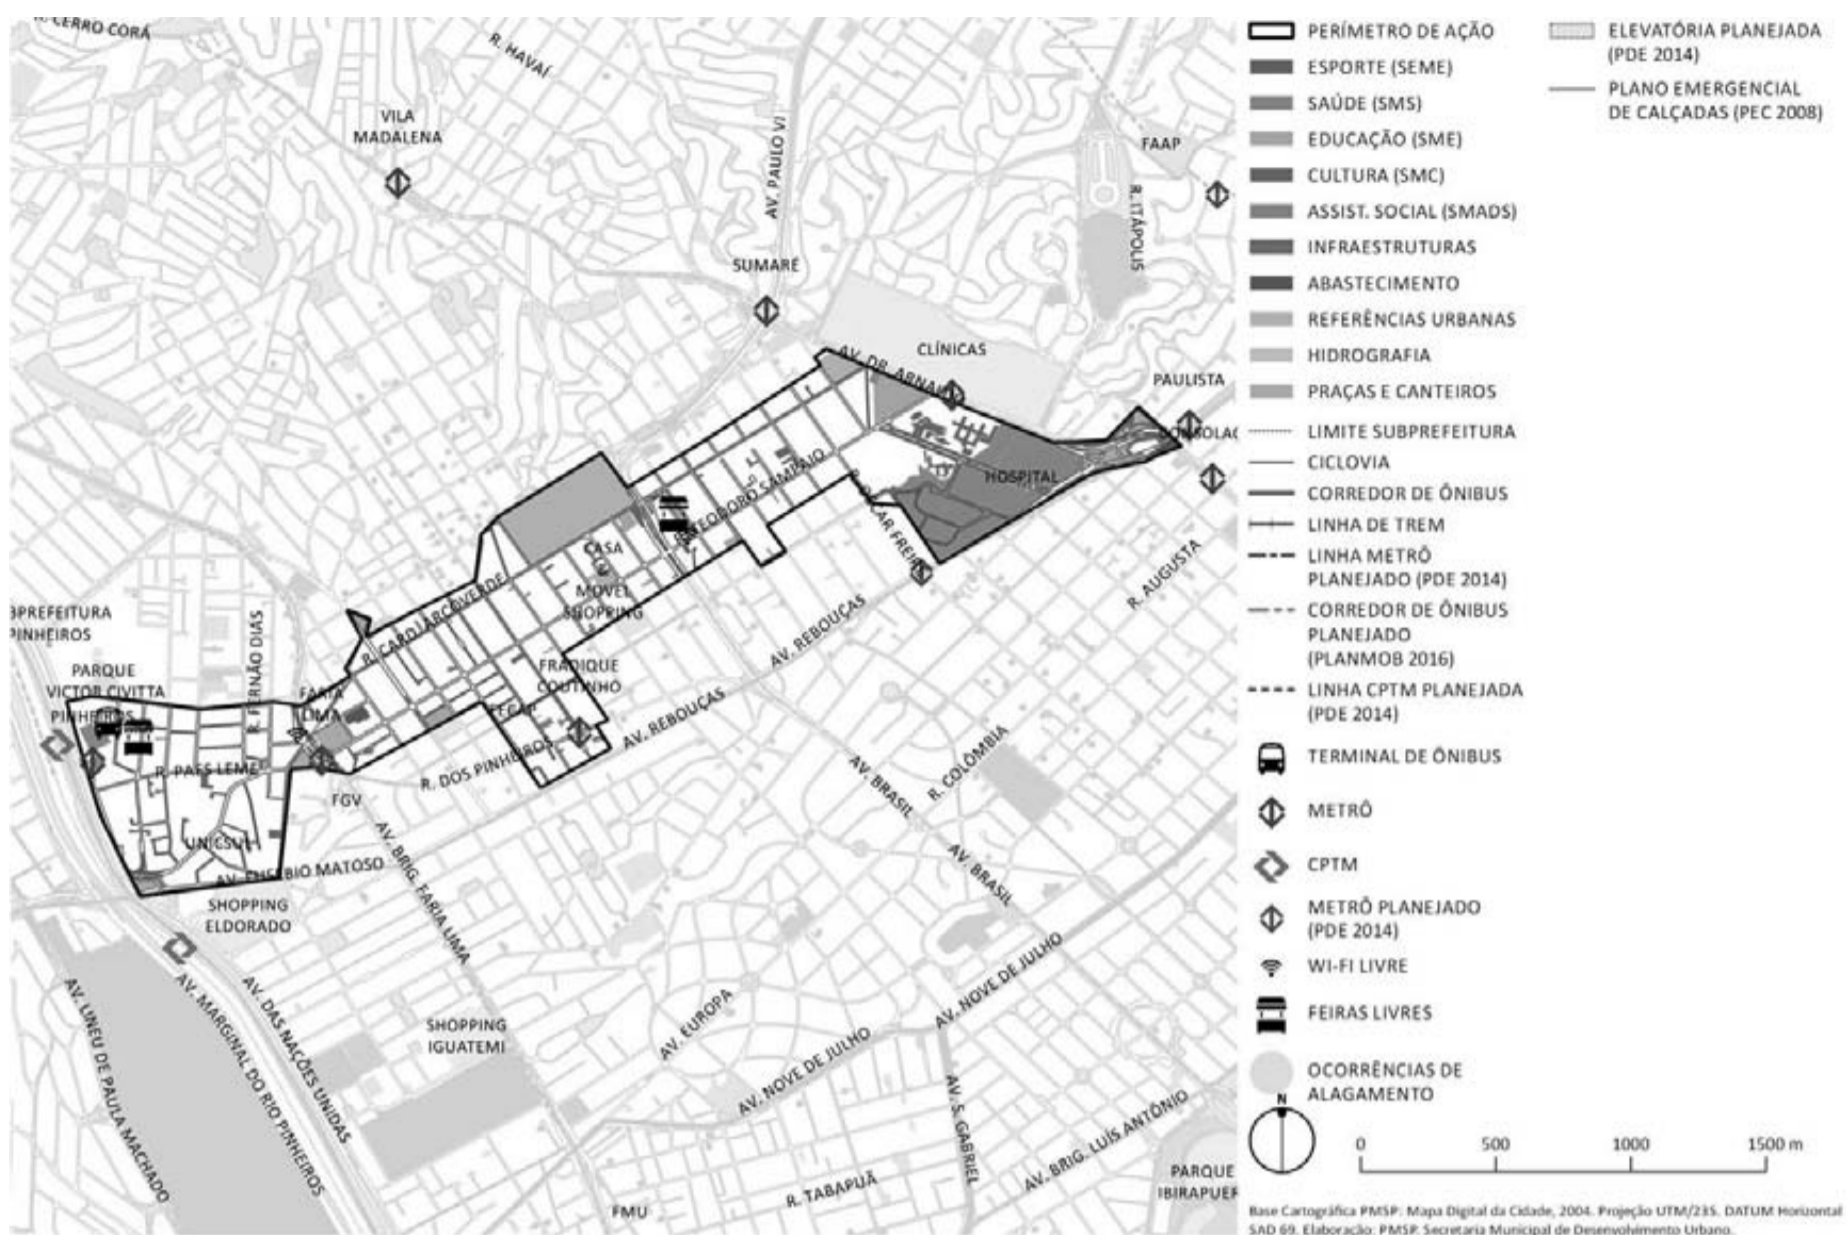 R. CERRO CORÁ
R. HAVAÍ
VILA
MADALENA
AV. PAULO VI
FAAP
R. ITÁPOLIS
SUMARÉ
CLÍNICAS
AV. DR. ARNA
PAULISTA
HOSPITAL
TEODORO SAMPAIO
R. AUGUSTA
CASA
MOVEL
SHOPPING
R. CARD. ARCOVERDE
AV. REBOUÇAS
BPREFEITURA
PINHEIROS
R. FERNÃO DIAS
PARQUE
VICTOR CIVITTA
PINHEIROS
FARIA
LIMA
FRADIQUE
COUTINHO
AV. REBOUÇAS
R. DOS PINHEIROS
R. PAES LEME
FGV
UNICSUL
AV. EUSÉBIO MATOSO
AV. BRASIL
R. COLÔMBIA
AV. BRIG. FARIA LIMA
AV. BRASIL
SHOPPING
ELDORADO
AV. NOVE DE JULHO
AV. EUROPA
SHOPPING
IGUATEMI
AV. LINEU DE PAULA MACHADO
AV. MARGINAL DO RIO PINHEIROS
AV. DAS NAÇÕES UNIDAS
AV. NOVE DE JULHO
AV. S. GABRIEL
AV. BRIG. LUÍS ANTÔNIO
R. TABAPUÃ
FMU
PARQUE
IBIRAPUER
PERÍMETRO DE AÇÃO
ESPORTE (SEME)
SAÚDE (SMS)
EDUCAÇÃO (SME)
CULTURA (SMC)
ASSIST. SOCIAL (SMADS)
INFRAESTRUTURAS
ABASTECIMENTO
REFERÊNCIAS URBANAS
HIDROGRAFIA
PRAÇAS E CANTEIROS
LIMITE SUBPREFEITURA
CICLOVIA
CORREDOR DE ÔNIBUS
LINHA DE TREM
LINHA METRÔ
PLANEJADO (PDE 2014)
CORREDOR DE ÔNIBUS
PLANEJADO
(PLANMOB 2016)
LINHA CPTM PLANEJADA
(PDE 2014)
TERMINAL DE ÔNIBUS
METRÔ
CPTM
METRÔ PLANEJADO
(PDE 2014)
WI-FI LIVRE
FEIRAS LIVRES
OCORRÊNCIAS DE
ALAGAMENTO
ELEVATÓRIA PLANEJADA
(PDE 2014)
PLANO EMERGENCIAL
DE CALÇADAS (PEC 2008)
N
0 500 1000 1500 m
Base Cartográfica PMSP: Mapa Digital da Cidade, 2004. Projeção UTM/23S. DATUM Horizontal
SAD 69. Elaboração: PMSP. Secretaria Municipal de Desenvolvimento Urbano.